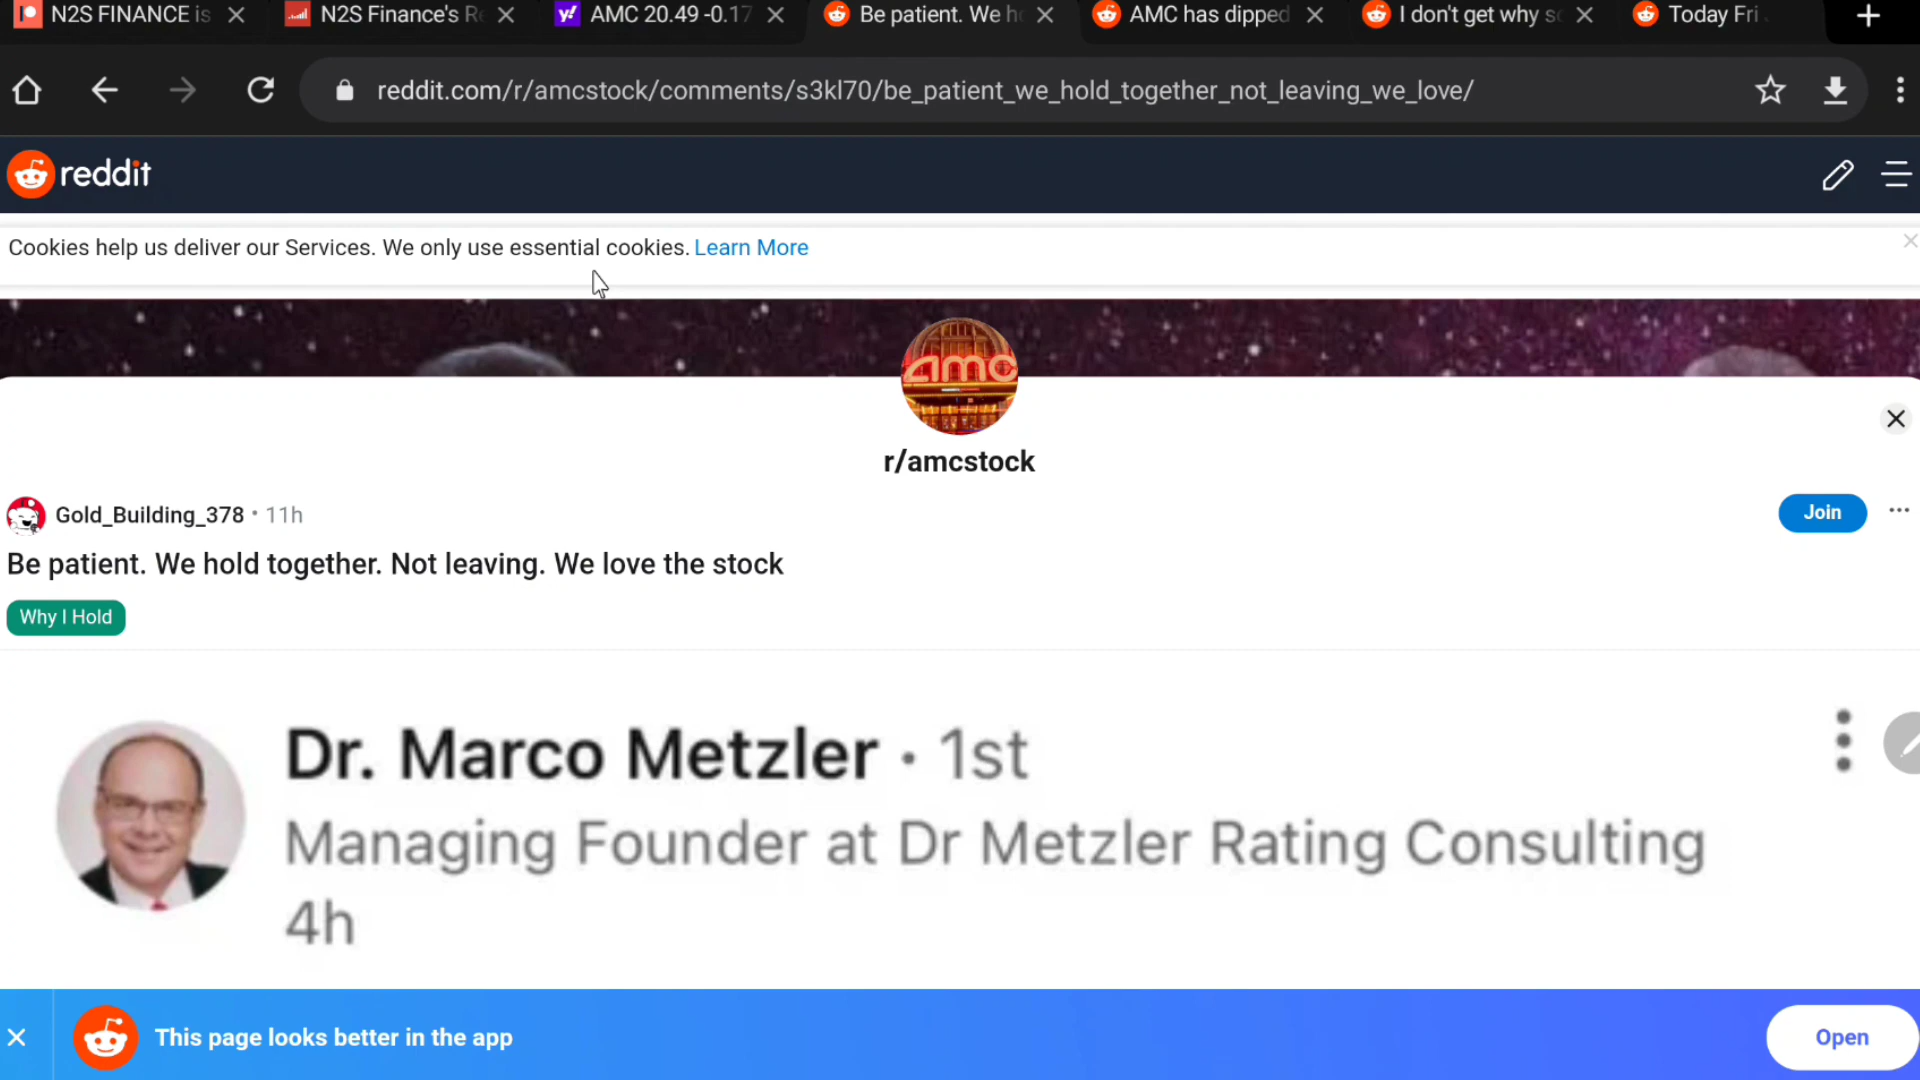 N2S FINANCE is
N2S Finance's Re
AMC 20.49 -0.17
Be patient. We ho
AMC has dipped
I don't get why so
Today Fri
reddit.com/r/amcstock/comments/s3kl70/be_patient_we_hold_together_not_leaving_we_love/
reddit
Cookies help us deliver our Services. We only use essential cookies. Learn More
amc
r/amcstock
Gold_Building_378 • 11h
Join
Be patient. We hold together. Not leaving. We love the stock
Why I Hold
Dr. Marco Metzler • 1st
Managing Founder at Dr Metzler Rating Consulting
4h
This page looks better in the app
Open